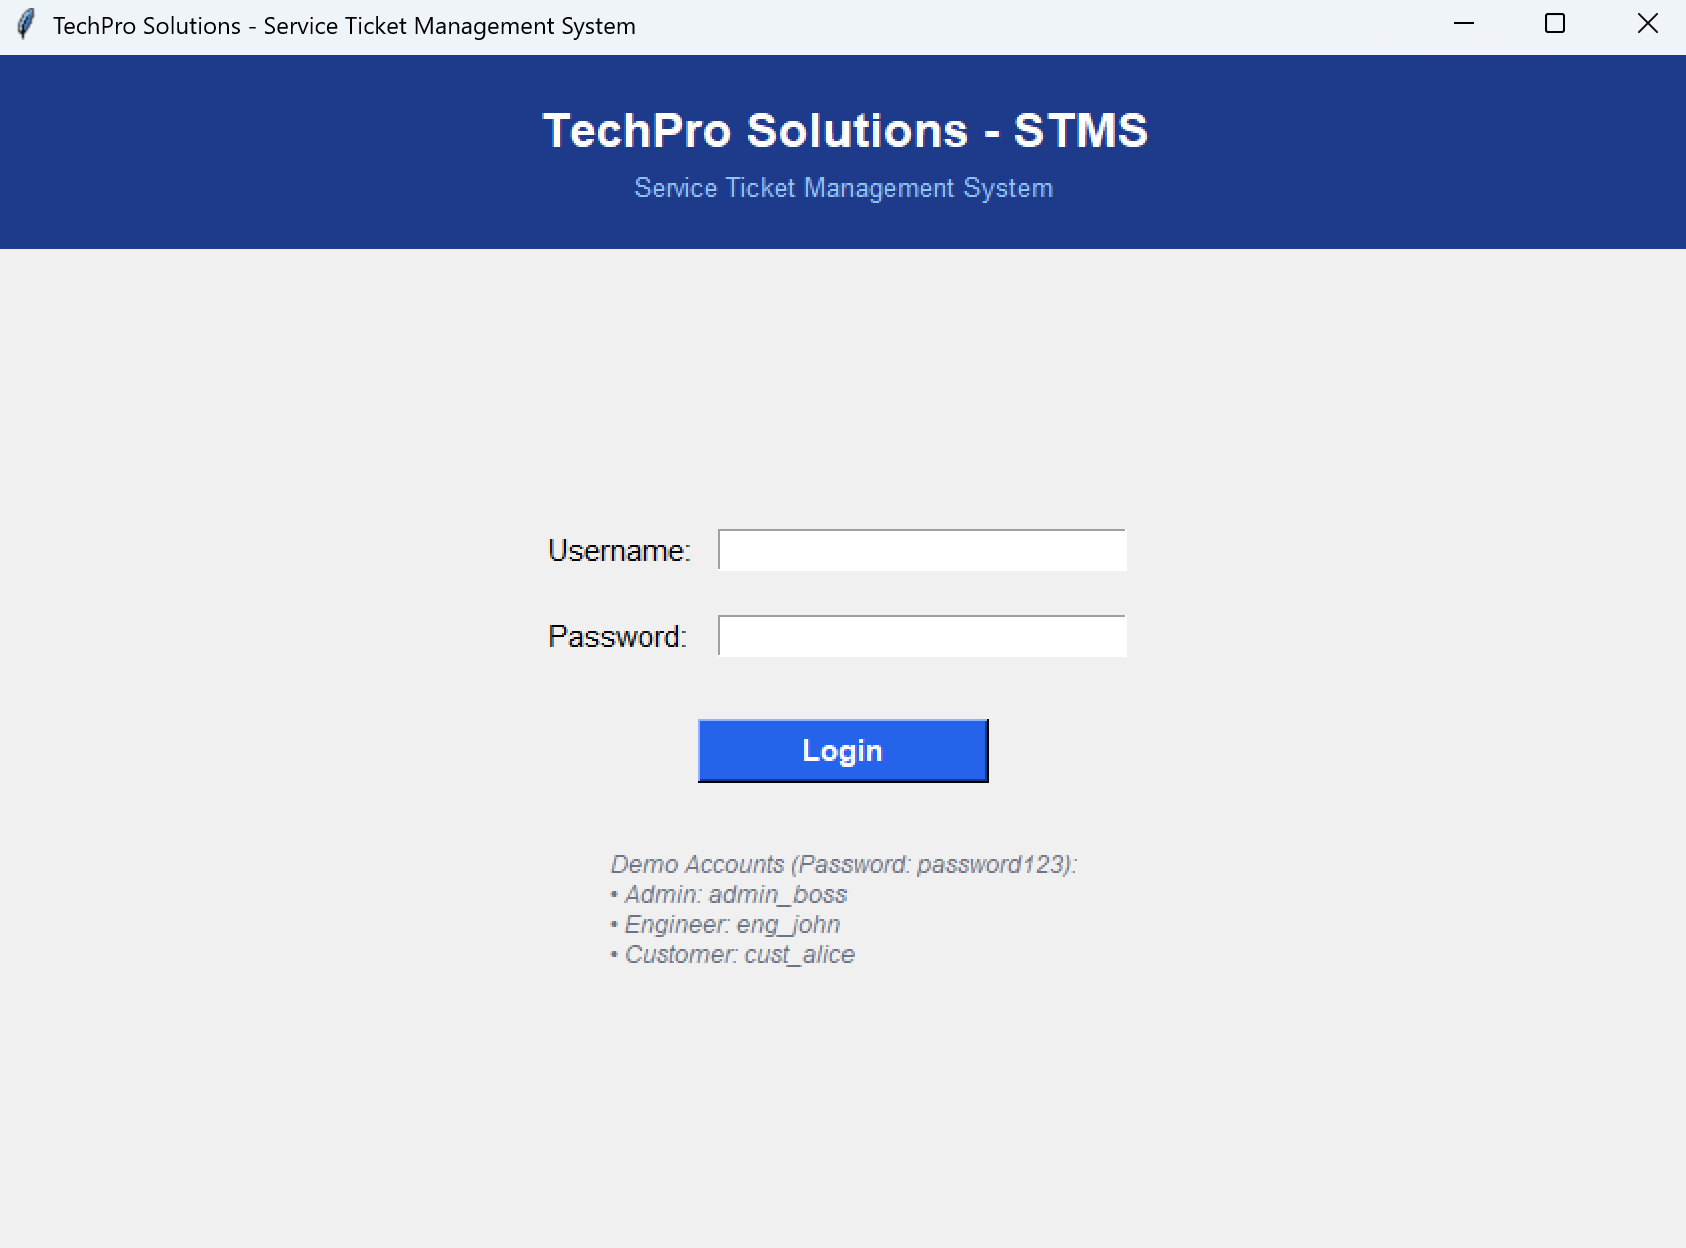 TechPro Solutions - Service Ticket Management System
TechPro Solutions - STMS
Service Ticket Management System
Username:
Password:
Login
Demo Accounts (Password: password123):
• Admin: admin_boss
• Engineer: eng_john
• Customer: cust_alice